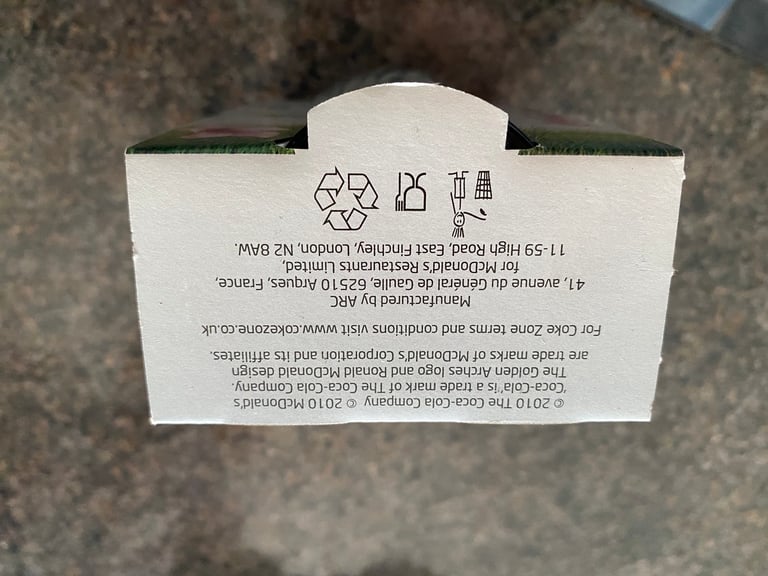 © 2010 The Coca-Cola Company © 2010 McDonald's
'Coca-Cola' is a trade mark of The Coca-Cola Company.
The Golden Arches logo and Ronald McDonald design
are trade marks of McDonald's Corporation and its affiliates.
For Coke Zone terms and conditions visit www.cokezone.co.uk
Manufactured by ARC
41, avenue du Général de Gaulle, 62510 Arques, France,
for McDonald's Restaurants Limited,
11-59 High Road, East Finchley, London, N2 8AW.